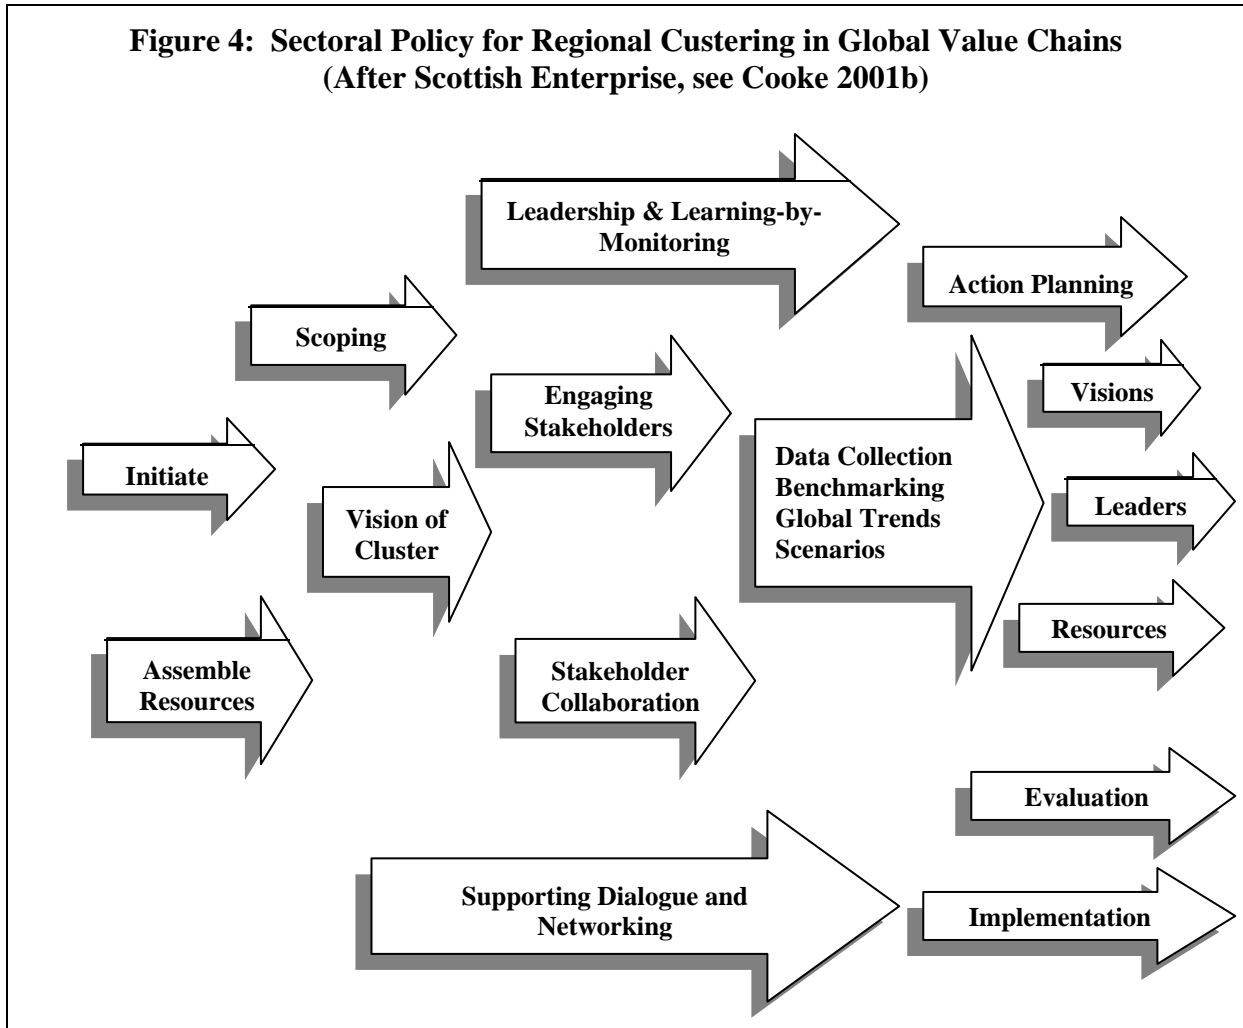 Figure 4: Sectoral Policy for Regional Custering in Global Value Chains
(After Scottish Enterprise, see Cooke 2001b)
Leadership & Learning-by-
Monitoring
Action Planning
Scoping
Engaging
Stakeholders
Visions
Initiate
Vision of
Cluster
Data Collection
Benchmarking
Global Trends
Scenarios
Leaders
Resources
Assemble
Resources
Stakeholder
Collaboration
Evaluation
Supporting Dialogue and
Networking
Implementation